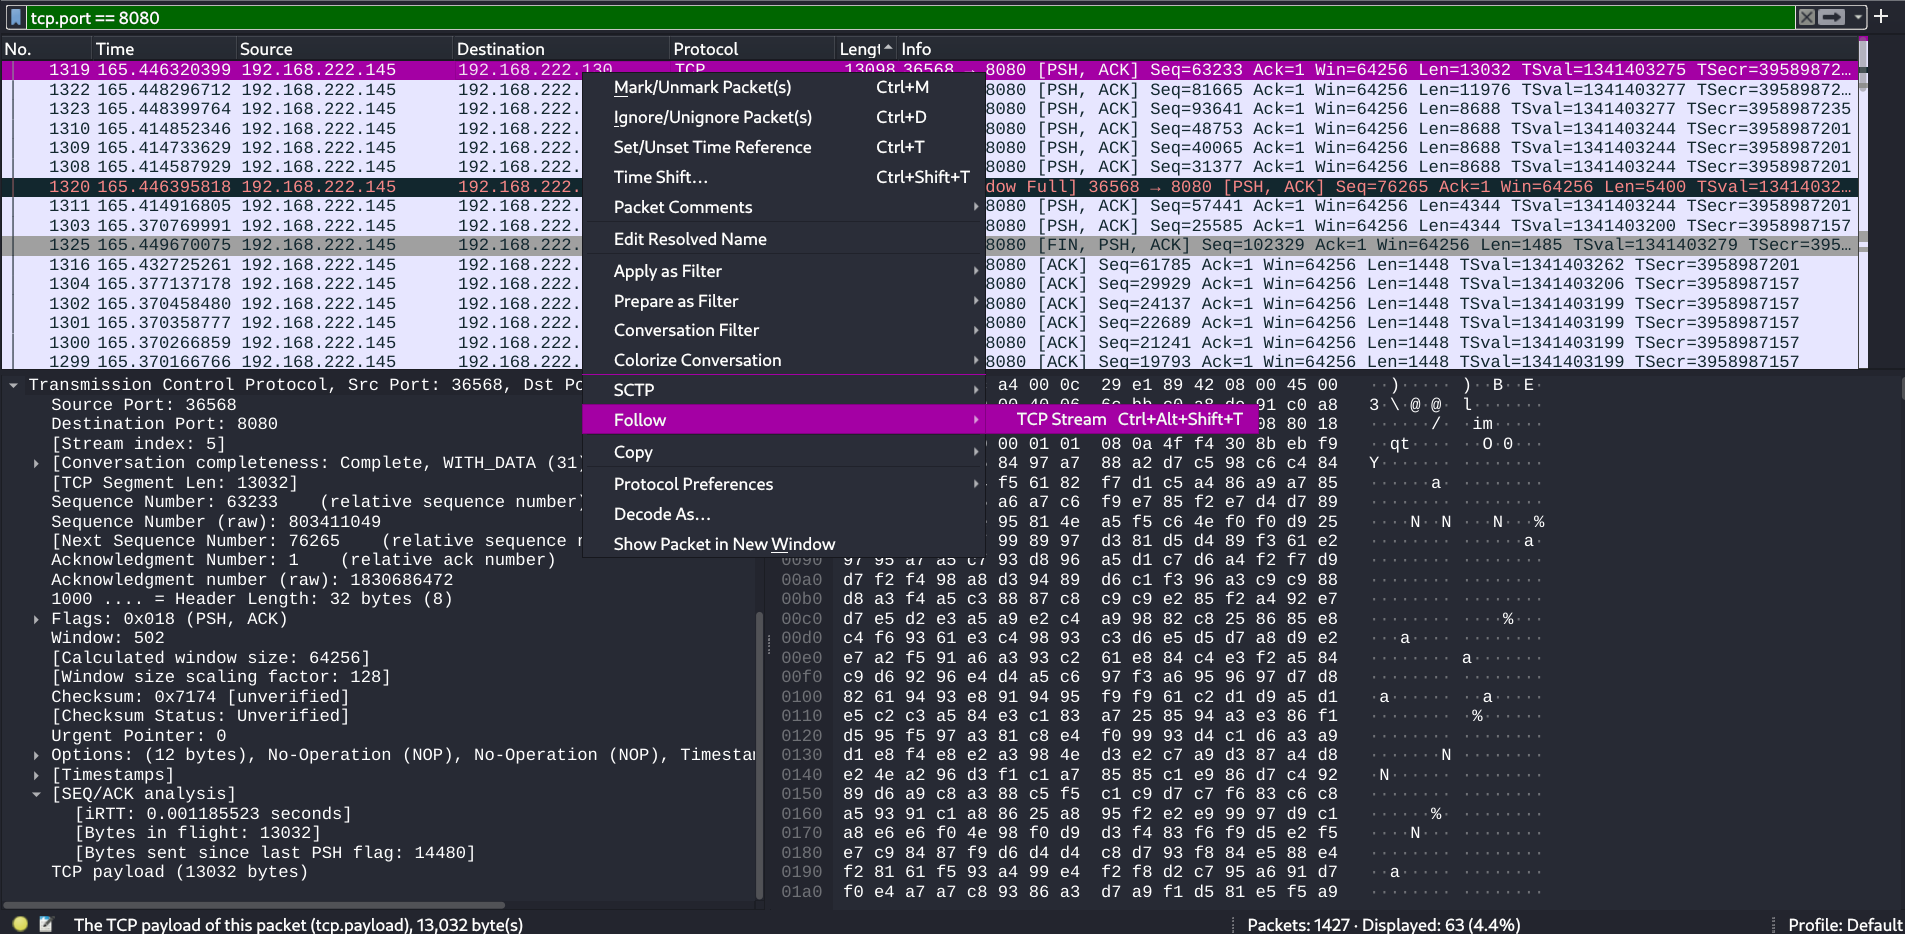 tcp.port == 8080
No. Time Source Destination Protocol Lengt Info
1319 165.446320399 192.168.222.145 192.168.222.130 TCP 13098 36568 → 8080 [PSH, ACK] Seq=63233 Ack=1 Win=64256 Len=13032 TSval=1341403275 TSecr=39589872…
1322 165.448296712 192.168.222.145 192.168.222. 8080 [PSH, ACK] Seq=81665 Ack=1 Win=64256 Len=11976 TSval=1341403277 TSecr=39589872…
1323 165.448399764 192.168.222.145 192.168.222. 8080 [PSH, ACK] Seq=93641 Ack=1 Win=64256 Len=8688 TSval=1341403277 TSecr=3958987235
1310 165.414852346 192.168.222.145 192.168.222. 8080 [PSH, ACK] Seq=48753 Ack=1 Win=64256 Len=8688 TSval=1341403244 TSecr=3958987201
1309 165.414733629 192.168.222.145 192.168.222. 8080 [PSH, ACK] Seq=40065 Ack=1 Win=64256 Len=8688 TSval=1341403244 TSecr=3958987201
1308 165.414587929 192.168.222.145 192.168.222. 8080 [PSH, ACK] Seq=31377 Ack=1 Win=64256 Len=8688 TSval=1341403244 TSecr=3958987201
1320 165.446395818 192.168.222.145 192.168.222. dow Full] 36568 → 8080 [PSH, ACK] Seq=76265 Ack=1 Win=64256 Len=5400 TSval=13414032…
1311 165.414916805 192.168.222.145 192.168.222. 8080 [PSH, ACK] Seq=57441 Ack=1 Win=64256 Len=4344 TSval=1341403244 TSecr=3958987201
1303 165.370769991 192.168.222.145 192.168.222. 8080 [PSH, ACK] Seq=25585 Ack=1 Win=64256 Len=4344 TSval=1341403200 TSecr=3958987157
1325 165.449670075 192.168.222.145 192.168.222. 8080 [FIN, PSH, ACK] Seq=102329 Ack=1 Win=64256 Len=1485 TSval=1341403279 TSecr=395…
1316 165.432725261 192.168.222.145 192.168.222. 8080 [ACK] Seq=61785 Ack=1 Win=64256 Len=1448 TSval=1341403262 TSecr=3958987201
1304 165.377137178 192.168.222.145 192.168.222. 8080 [ACK] Seq=29929 Ack=1 Win=64256 Len=1448 TSval=1341403206 TSecr=3958987157
1302 165.370458480 192.168.222.145 192.168.222. 8080 [ACK] Seq=24137 Ack=1 Win=64256 Len=1448 TSval=1341403199 TSecr=3958987157
1301 165.370358777 192.168.222.145 192.168.222. 8080 [ACK] Seq=22689 Ack=1 Win=64256 Len=1448 TSval=1341403199 TSecr=3958987157
1300 165.370266859 192.168.222.145 192.168.222. 8080 [ACK] Seq=21241 Ack=1 Win=64256 Len=1448 TSval=1341403199 TSecr=3958987157
1299 165.370166766 192.168.222.145 192.168.222. 8080 [ACK] Seq=19793 Ack=1 Win=64256 Len=1448 TSval=1341403199 TSecr=3958987157
Mark/Unmark Packet(s) Ctrl+M
Ignore/Unignore Packet(s) Ctrl+D
Set/Unset Time Reference Ctrl+T
Time Shift… Ctrl+Shift+T
Packet Comments
Edit Resolved Name
Apply as Filter
Prepare as Filter
Conversation Filter
Colorize Conversation
SCTP
Follow
TCP Stream Ctrl+Alt+Shift+T
Copy
Protocol Preferences
Decode As…
Show Packet in New Window
Transmission Control Protocol, Src Port: 36568, Dst Po
Source Port: 36568
Destination Port: 8080
[Stream index: 5]
[Conversation completeness: Complete, WITH_DATA (31)
[TCP Segment Len: 13032]
Sequence Number: 63233 (relative sequence number)
Sequence Number (raw): 803411049
[Next Sequence Number: 76265 (relative sequence n
Acknowledgment Number: 1 (relative ack number)
Acknowledgment number (raw): 1830686472
1000 .... = Header Length: 32 bytes (8)
Flags: 0x018 (PSH, ACK)
Window: 502
[Calculated window size: 64256]
[Window size scaling factor: 128]
Checksum: 0x7174 [unverified]
[Checksum Status: Unverified]
Urgent Pointer: 0
Options: (12 bytes), No-Operation (NOP), No-Operation (NOP), Timestam
[Timestamps]
[SEQ/ACK analysis]
[iRTT: 0.001185523 seconds]
[Bytes in flight: 13032]
[Bytes sent since last PSH flag: 14480]
TCP payload (13032 bytes)
a4 00 0c 29 e1 89 42 08 00 45 00 ··)····· )··B··E·
91 c0 a8 3·\@·@· l·······
08 80 18 ······/· ·im·····
00 01 01 08 0a 4f f4 30 8b eb f9 ··qt···· ··O·0···
84 97 a7 88 a2 d7 c5 98 c6 c4 84 Y······· ········
f5 61 82 f7 d1 c5 a4 86 a9 a7 85 ······a· ········
a6 a7 c6 f9 e7 85 f2 e7 d4 d7 89 ········ ········
95 81 4e a5 f5 c6 4e f0 f0 d9 25 ····N··N ···N···%
99 89 97 d3 81 d5 d4 89 f3 61 e2 ········ ······a·
0090 97 95 a7 a5 c7 93 d8 96 a5 d1 c7 d6 a4 f2 f7 d9 ········ ········
00a0 d7 f2 f4 98 a8 d3 94 89 d6 c1 f3 96 a3 c9 c9 88 ········ ········
00b0 d8 a3 f4 a5 c3 88 87 c8 c9 c9 e2 85 f2 a4 92 e7 ········ ········
00c0 d7 e5 d2 e3 a5 a9 e2 c4 a9 98 82 c8 25 86 85 e8 ········ ····%···
00d0 c4 f6 93 61 e3 c4 98 93 c3 d6 e5 d5 d7 a8 d9 e2 ···a···· ········
00e0 e7 a2 f5 91 a6 a3 93 c2 61 e8 84 c4 e3 f2 a5 84 ········ a·······
00f0 c9 d6 92 96 e4 d4 a5 c6 97 f3 a6 95 96 97 d7 d8 ········ ········
0100 82 61 94 93 e8 91 94 95 f9 f9 61 c2 d1 d9 a5 d1 ·a······ ··a·····
0110 e5 c2 c3 a5 84 e3 c1 83 a7 25 85 94 a3 e3 86 f1 ········ ·%······
0120 d5 95 f5 97 a3 81 c8 e4 f0 99 93 d4 c1 d6 a3 a9 ········ ········
0130 d1 e8 f4 e8 e2 a3 98 4e d3 e2 c7 a9 d3 87 a4 d8 ·······N ········
0140 e2 4e a2 96 d3 f1 c1 a7 85 85 c1 e9 86 d7 c4 92 ·N······ ········
0150 89 d6 a9 c8 a3 88 c5 f5 c1 c9 d7 c7 f6 83 c6 c8 ········ ········
0160 a5 93 91 c1 a8 86 25 a8 95 f2 e2 e9 99 97 d9 c1 ······%· ········
0170 a8 e6 e6 f0 4e 98 f0 d9 d3 f4 83 f6 f9 d5 e2 f5 ····N··· ········
0180 e7 c9 84 87 f9 d6 d4 d4 c8 d7 93 f8 84 e5 88 e4 ········ ········
0190 f2 81 61 f5 93 a4 99 e4 f2 f8 d2 c7 95 a6 91 d7 ··a····· ········
01a0 f0 e4 a7 a7 c8 93 86 a3 d7 a9 f1 d5 81 e5 f5 a9 ········ ········
The TCP payload of this packet (tcp.payload), 13,032 byte(s)
Packets: 1427 · Displayed: 63 (4.4%)
Profile: Default